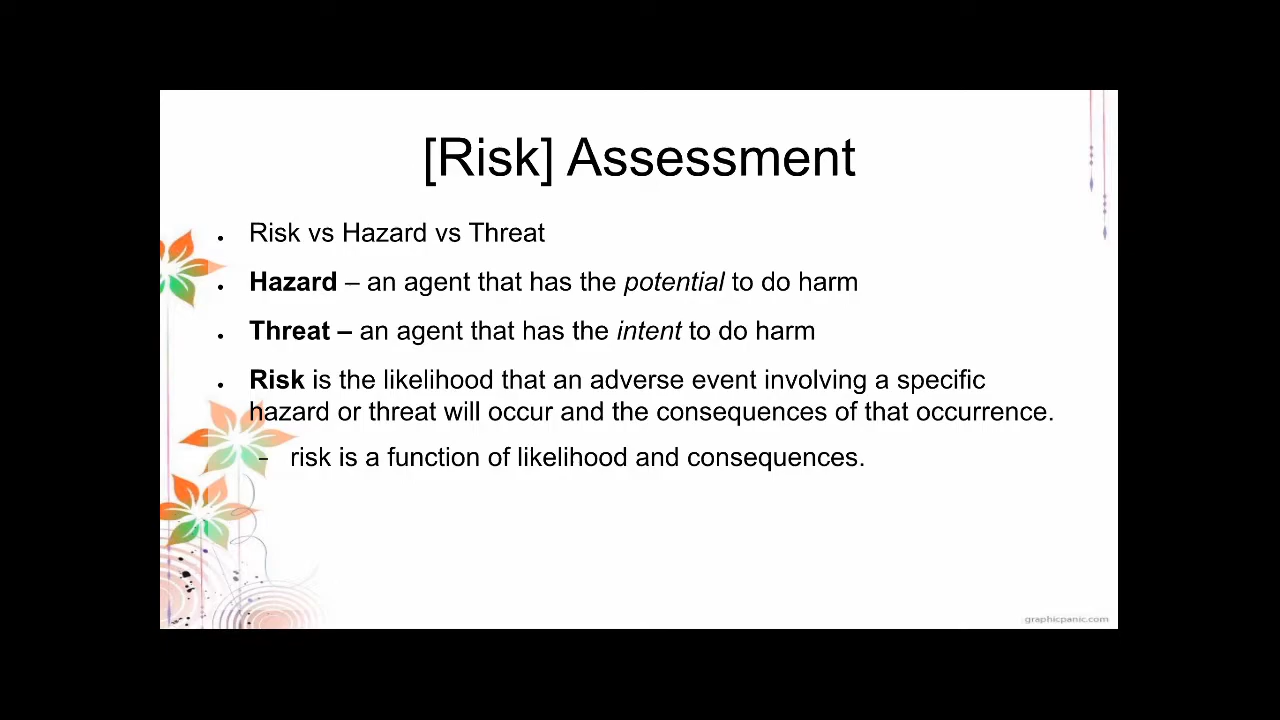 [Risk] Assessment
• Risk vs Hazard vs Threat
• Hazard – an agent that has the potential to do harm
• Threat – an agent that has the intent to do harm
• Risk is the likelihood that an adverse event involving a specific
hazard or threat will occur and the consequences of that occurrence.
– risk is a function of likelihood and consequences.
graphicpanic.com